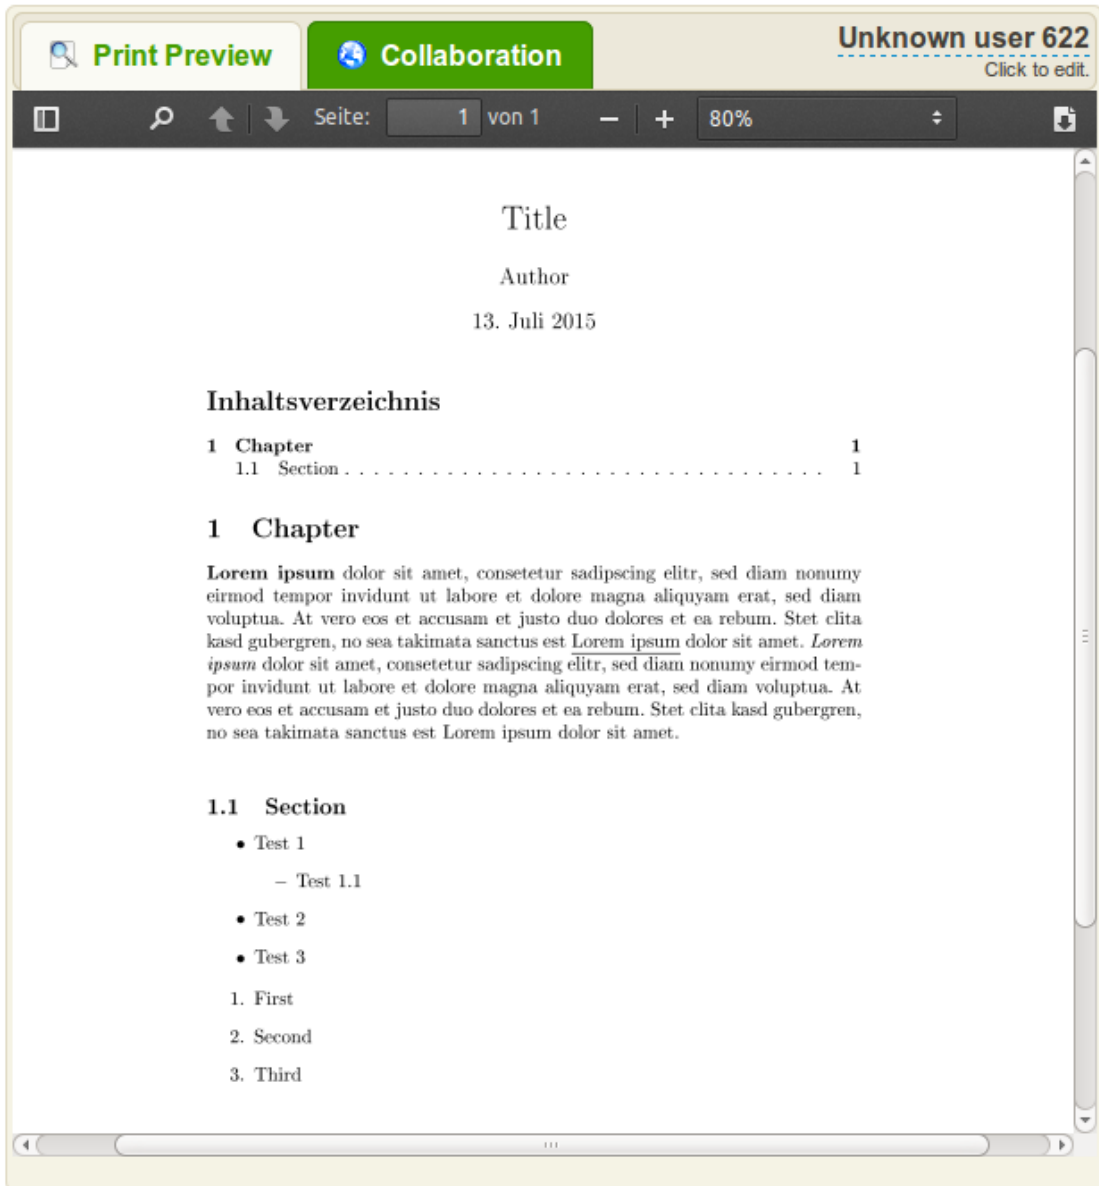 Print Preview
Collaboration
Unknown user 622
Click to edit.
Seite: 1 von 1
80%
Title
Author
13. Juli 2015
Inhaltsverzeichnis
1 Chapter 1
1.1 Section . . . . . . . . . . . . . . . . . . . . . . . . . . . . . . . . . 1
1 Chapter
Lorem ipsum dolor sit amet, consetetur sadipscing elitr, sed diam nonumy
eirmod tempor invidunt ut labore et dolore magna aliquyam erat, sed diam
voluptua. At vero eos et accusam et justo duo dolores et ea rebum. Stet clita
kasd gubergren, no sea takimata sanctus est Lorem ipsum dolor sit amet. Lorem
ipsum dolor sit amet, consetetur sadipscing elitr, sed diam nonumy eirmod tem-
por invidunt ut labore et dolore magna aliquyam erat, sed diam voluptua. At
vero eos et accusam et justo duo dolores et ea rebum. Stet clita kasd gubergren,
no sea takimata sanctus est Lorem ipsum dolor sit amet.
1.1 Section
• Test 1
– Test 1.1
• Test 2
• Test 3
1. First
2. Second
3. Third